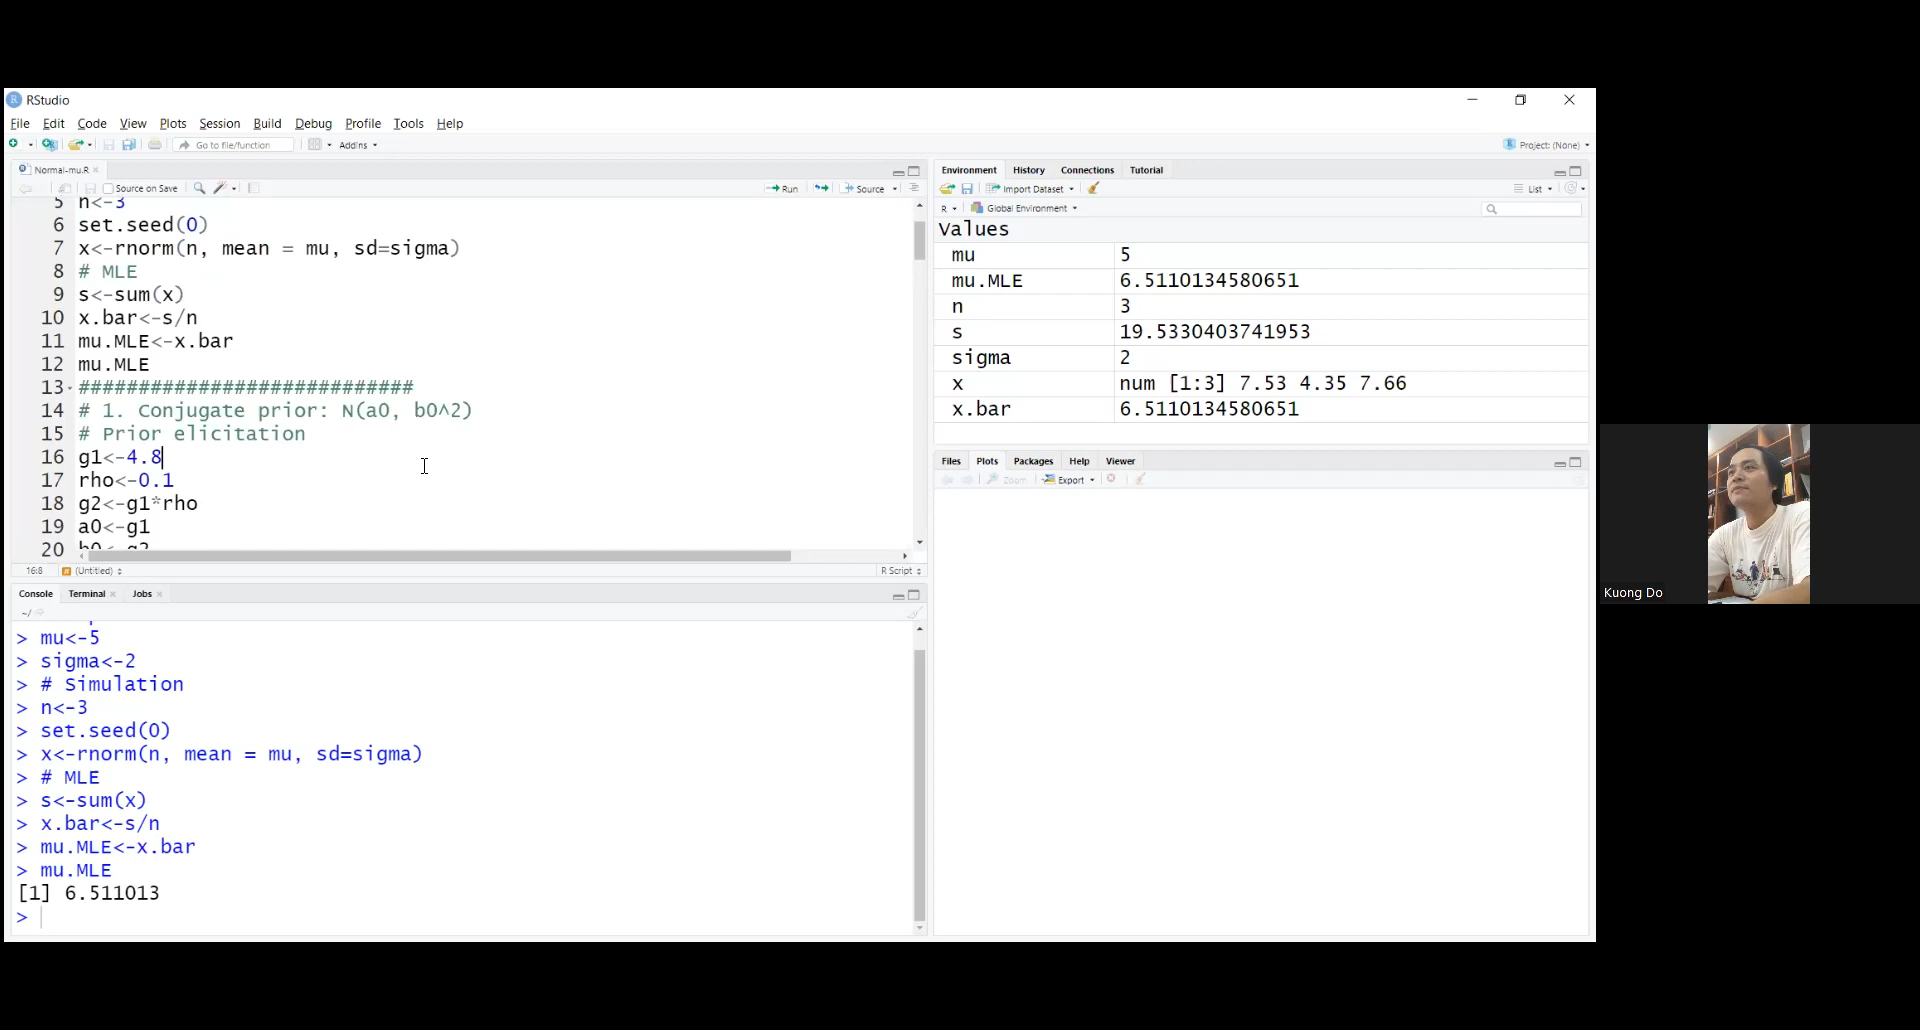 RStudio
File Edit Code View Plots Session Build Debug Profile Tools Help
Go to file/function Addins Project: (None)
Normal-mu.R
Source on Save Run Source
5 n<-3
6 set.seed(0)
7 x<-rnorm(n, mean = mu, sd=sigma)
8 # MLE
9 s<-sum(x)
10 x.bar<-s/n
11 mu.MLE<-x.bar
12 mu.MLE
13 ############################
14 # 1. Conjugate prior: N(a0, b0^2)
15 # Prior elicitation
16 g1<-4.8
17 rho<-0.1
18 g2<-g1*rho
19 a0<-g1
20 b0<-g2
16:8 (Untitled) R Script
Console Terminal Jobs
~/
> mu<-5
> sigma<-2
> # Simulation
> n<-3
> set.seed(0)
> x<-rnorm(n, mean = mu, sd=sigma)
> # MLE
> s<-sum(x)
> x.bar<-s/n
> mu.MLE<-x.bar
> mu.MLE
[1] 6.511013
>
Environment History Connections Tutorial
Import Dataset List
R Global Environment
Values
mu 5
mu.MLE 6.5110134580651
n 3
s 19.5330403741953
sigma 2
x num [1:3] 7.53 4.35 7.66
x.bar 6.5110134580651
Files Plots Packages Help Viewer
Zoom Export
Kuong Do